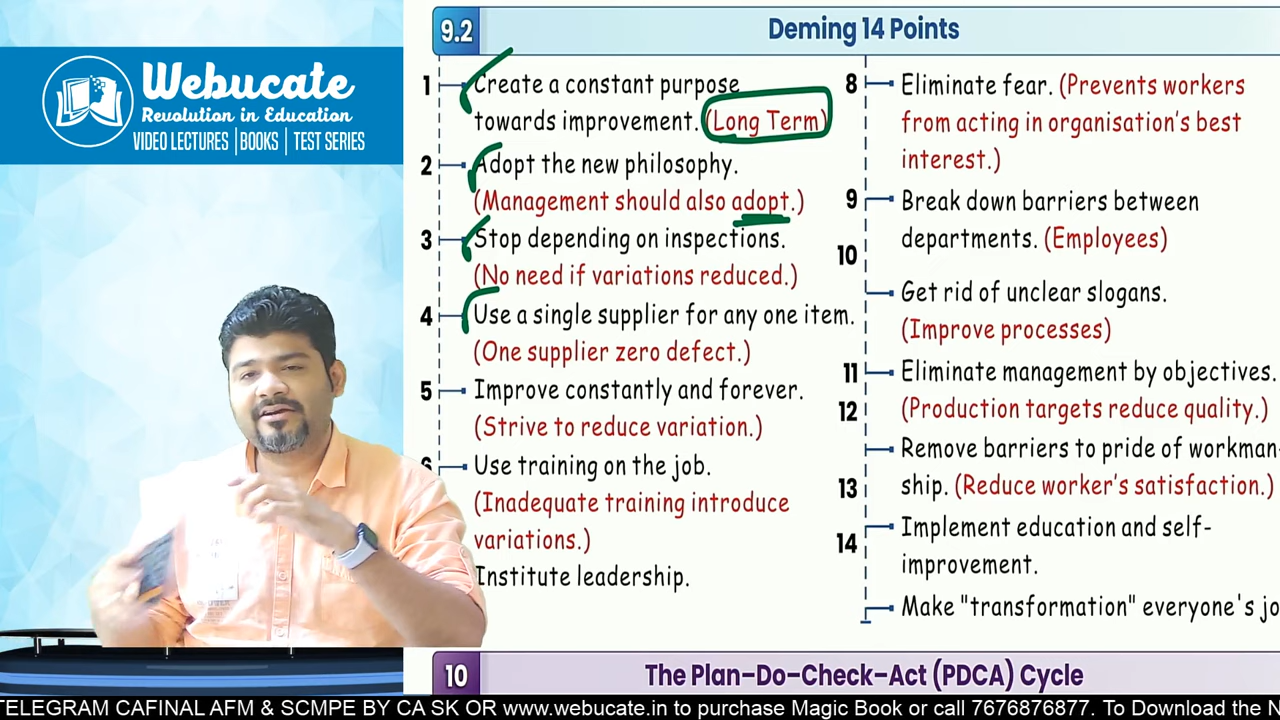 Webucate
Revolution in Education
VIDEO LECTURES | BOOKS | TEST SERIES
9.2 Deming 14 Points
1 Create a constant purpose
towards improvement. (Long Term)
2 Adopt the new philosophy.
(Management should also adopt.)
3 Stop depending on inspections.
(No need if variations reduced.)
4 Use a single supplier for any one item.
(One supplier zero defect.)
5 Improve constantly and forever.
(Strive to reduce variation.)
6 Use training on the job.
(Inadequate training introduce
variations.)
Institute leadership.
8 Eliminate fear. (Prevents workers
from acting in organisation's best
interest.)
9 Break down barriers between
departments. (Employees)
10
Get rid of unclear slogans.
(Improve processes)
11 Eliminate management by objectives.
12 (Production targets reduce quality.)
Remove barriers to pride of workman-
13 ship. (Reduce worker's satisfaction.)
Implement education and self-
14 improvement.
Make "transformation" everyone's jo
10 The Plan-Do-Check-Act (PDCA) Cycle
TELEGRAM CAFINAL AFM & SCMPE BY CA SK OR www.webucate.in to purchase Magic Book or call 7676876877. To Download the N